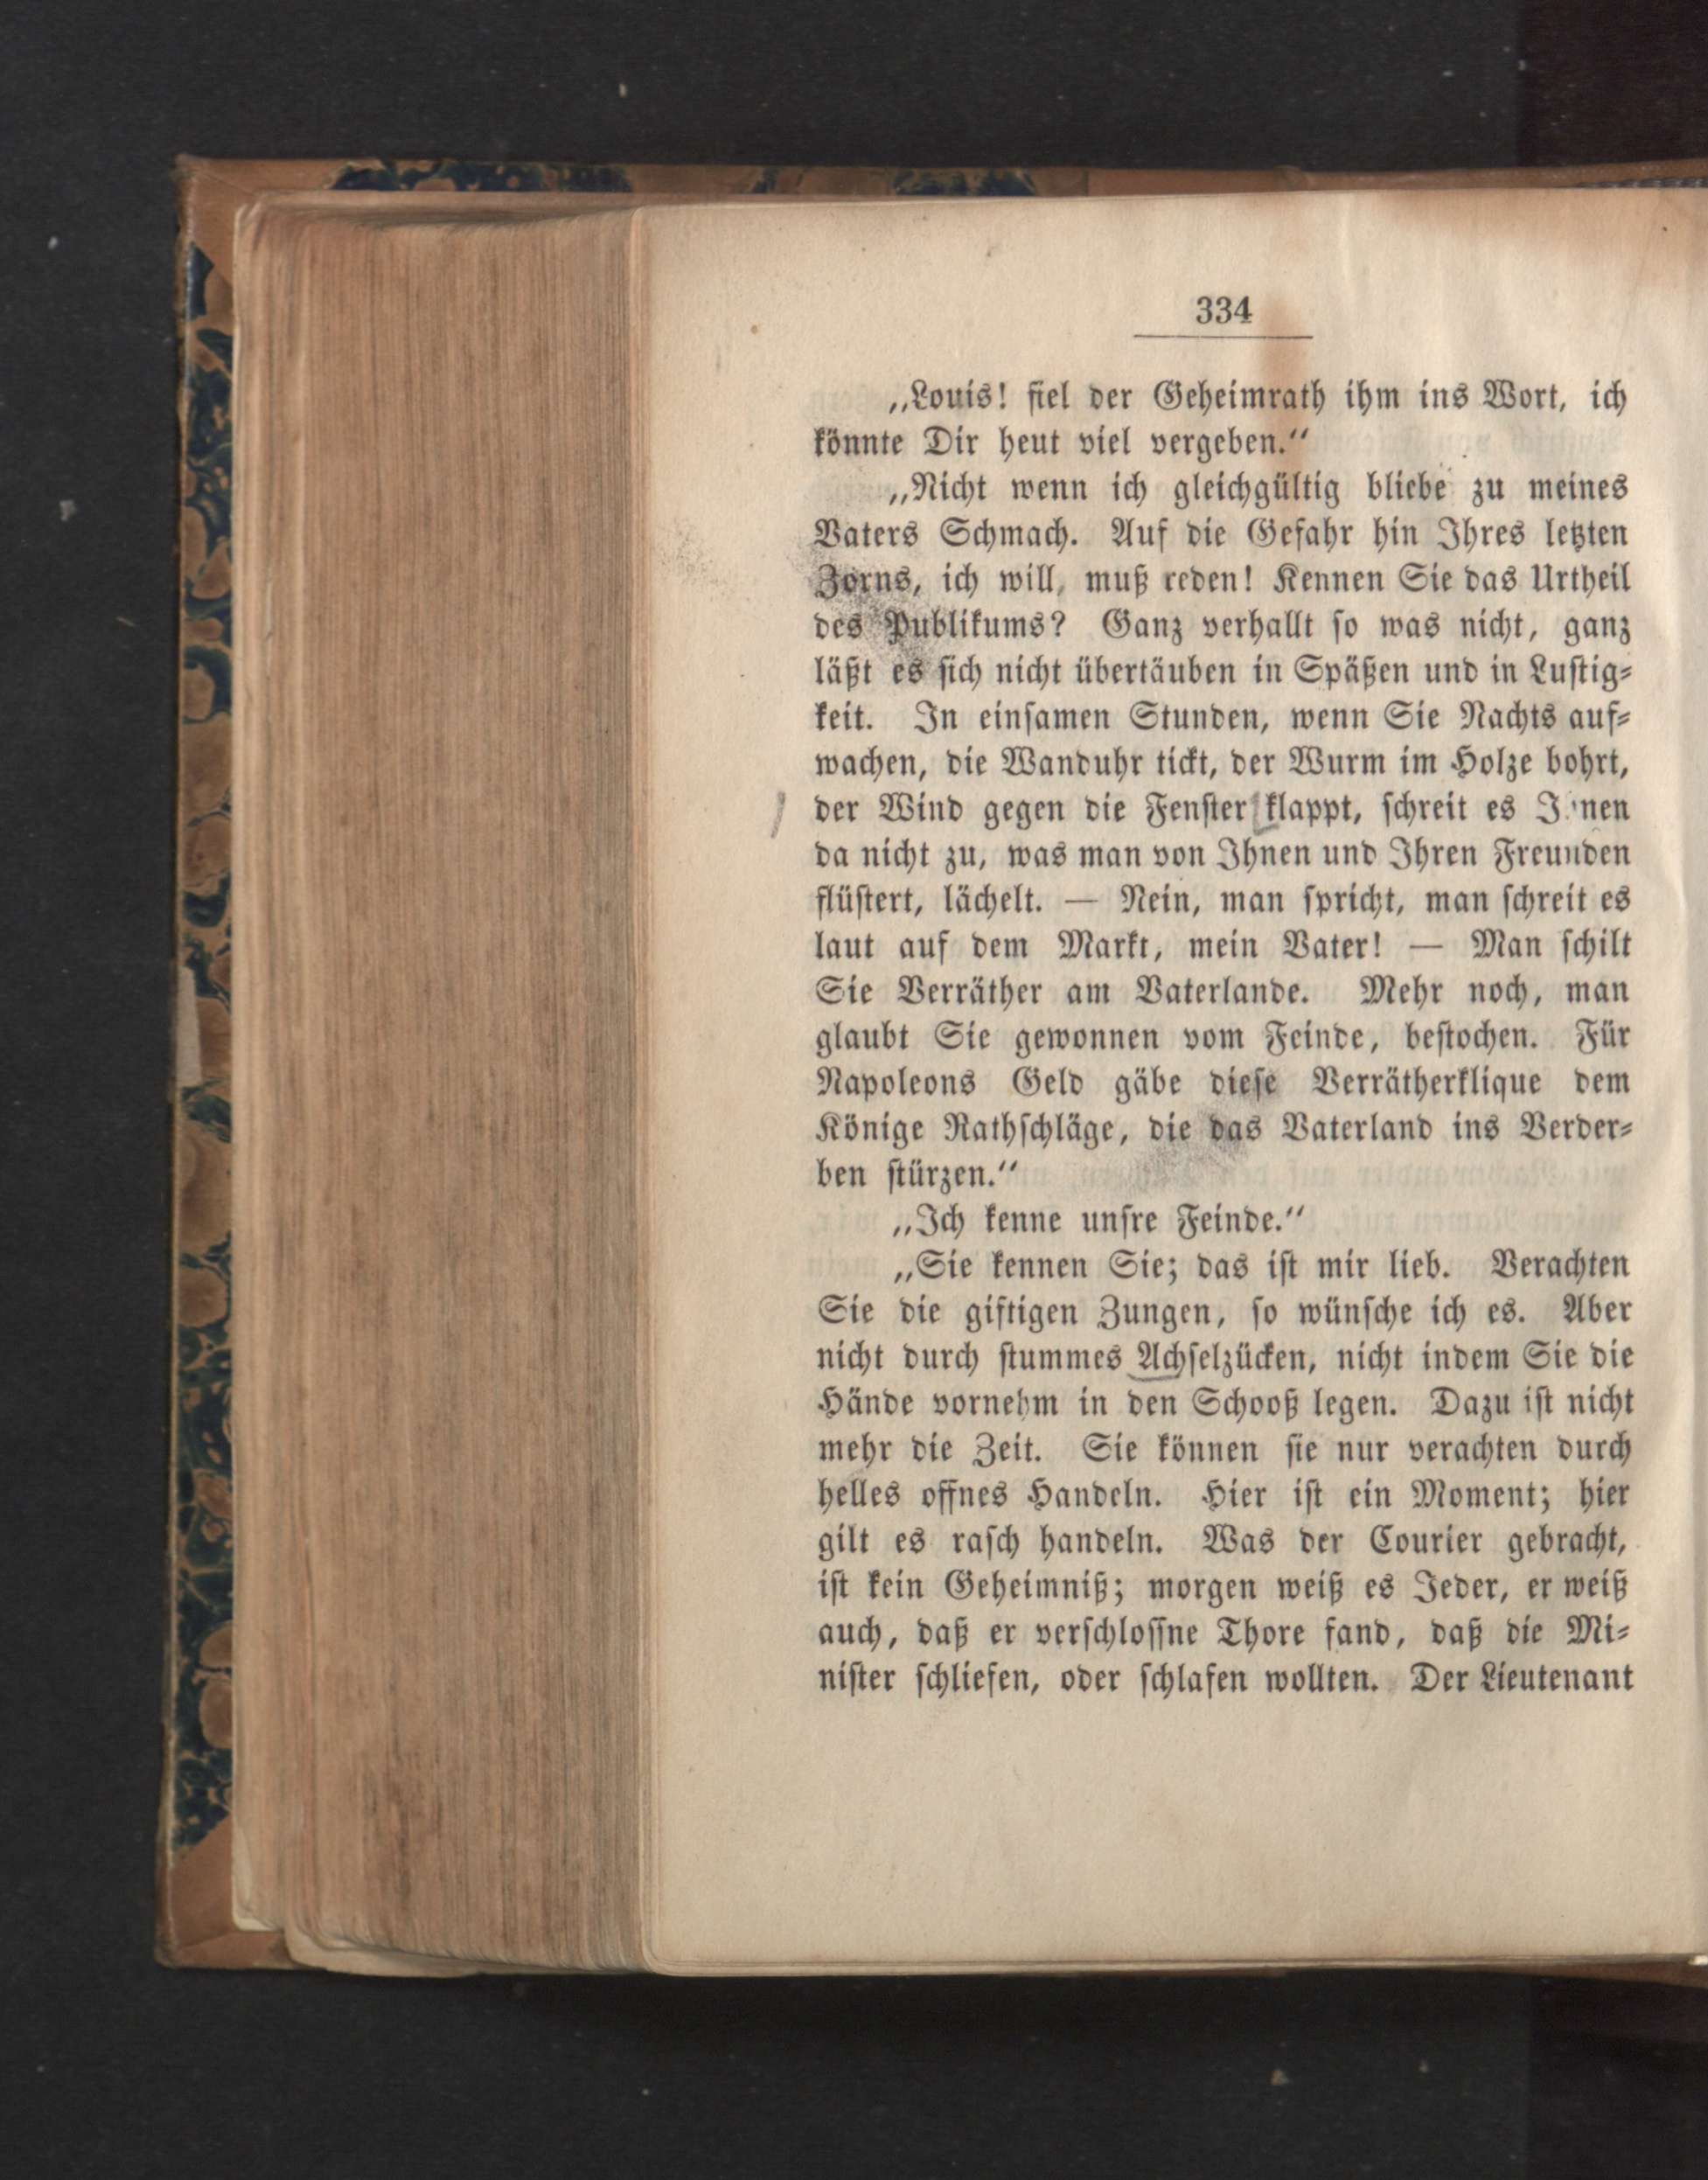 334
„Louis! fiel der Geheimrath ihm ins Wort, ich
könnte Dir heut viel vergeben.“
„Nicht wenn ich gleichgültig bliebe zu meines
Vaters Schmach. Auf die Gefahr hin Ihres letzten
Zorns, ich will, muß reden! Kennen Sie das Urtheil
des Publikums? Ganz verhallt so was nicht, ganz
läßt es sich nicht übertäuben in Späßen und in Lustig-
keit. In einsamen Stunden, wenn Sie Nachts auf-
wachen, die Wanduhr tickt, der Wurm im Holze bohrt,
der Wind gegen die Fenster klappt, schreit es Ihnen
da nicht zu, was man von Ihnen und Ihren Freunden
flüstert, lächelt. — Nein, man spricht, man schreit es
laut auf dem Markt, mein Vater! — Man schilt
Sie Verräther am Vaterlande. Mehr noch, man
glaubt Sie gewonnen vom Feinde, bestochen. Für
Napoleons Geld gäbe diese Verrätherklique dem
Könige Rathschläge, die das Vaterland ins Verder-
ben stürzen.“
„Ich kenne unsre Feinde.“
„Sie kennen Sie; das ist mir lieb. Verachten
Sie die giftigen Zungen, so wünsche ich es. Aber
nicht durch stummes Achselzücken, nicht indem Sie die
Hände vornehm in den Schooß legen. Dazu ist nicht
mehr die Zeit. Sie können sie nur verachten durch
helles offnes Handeln. Hier ist ein Moment; hier
gilt es rasch handeln. Was der Courier gebracht,
ist kein Geheimniß; morgen weiß es Jeder, er weiß
auch, daß er verschlossne Thore fand, daß die Mi-
nister schliefen, oder schlafen wollten. Der Lieutenant